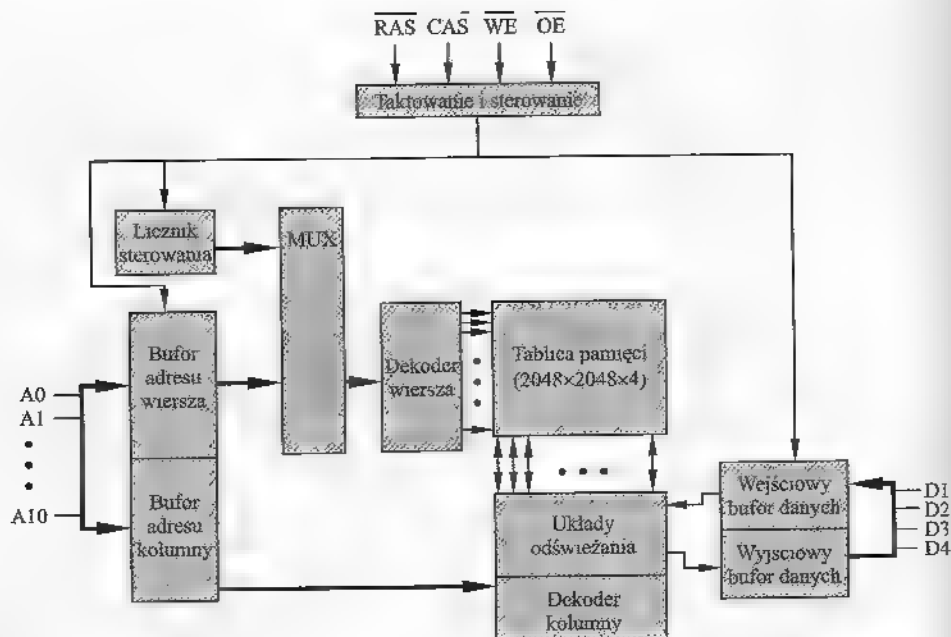 RAS CAS WE OE
Taktowanie i sterowanie
Licznik
sterowania
MUX
Bufor
adresu
wiersza
Dekoder
wiersza
Tablica pamięci
(2048×2048×4)
A0
A1
A10
Bufor
adresu
kolumny
Układy
odświeżania
Dekoder
kolumny
Wejściowy
bufor danych
Wyjsciowy
bufor danych
D1
D2
D3
D4